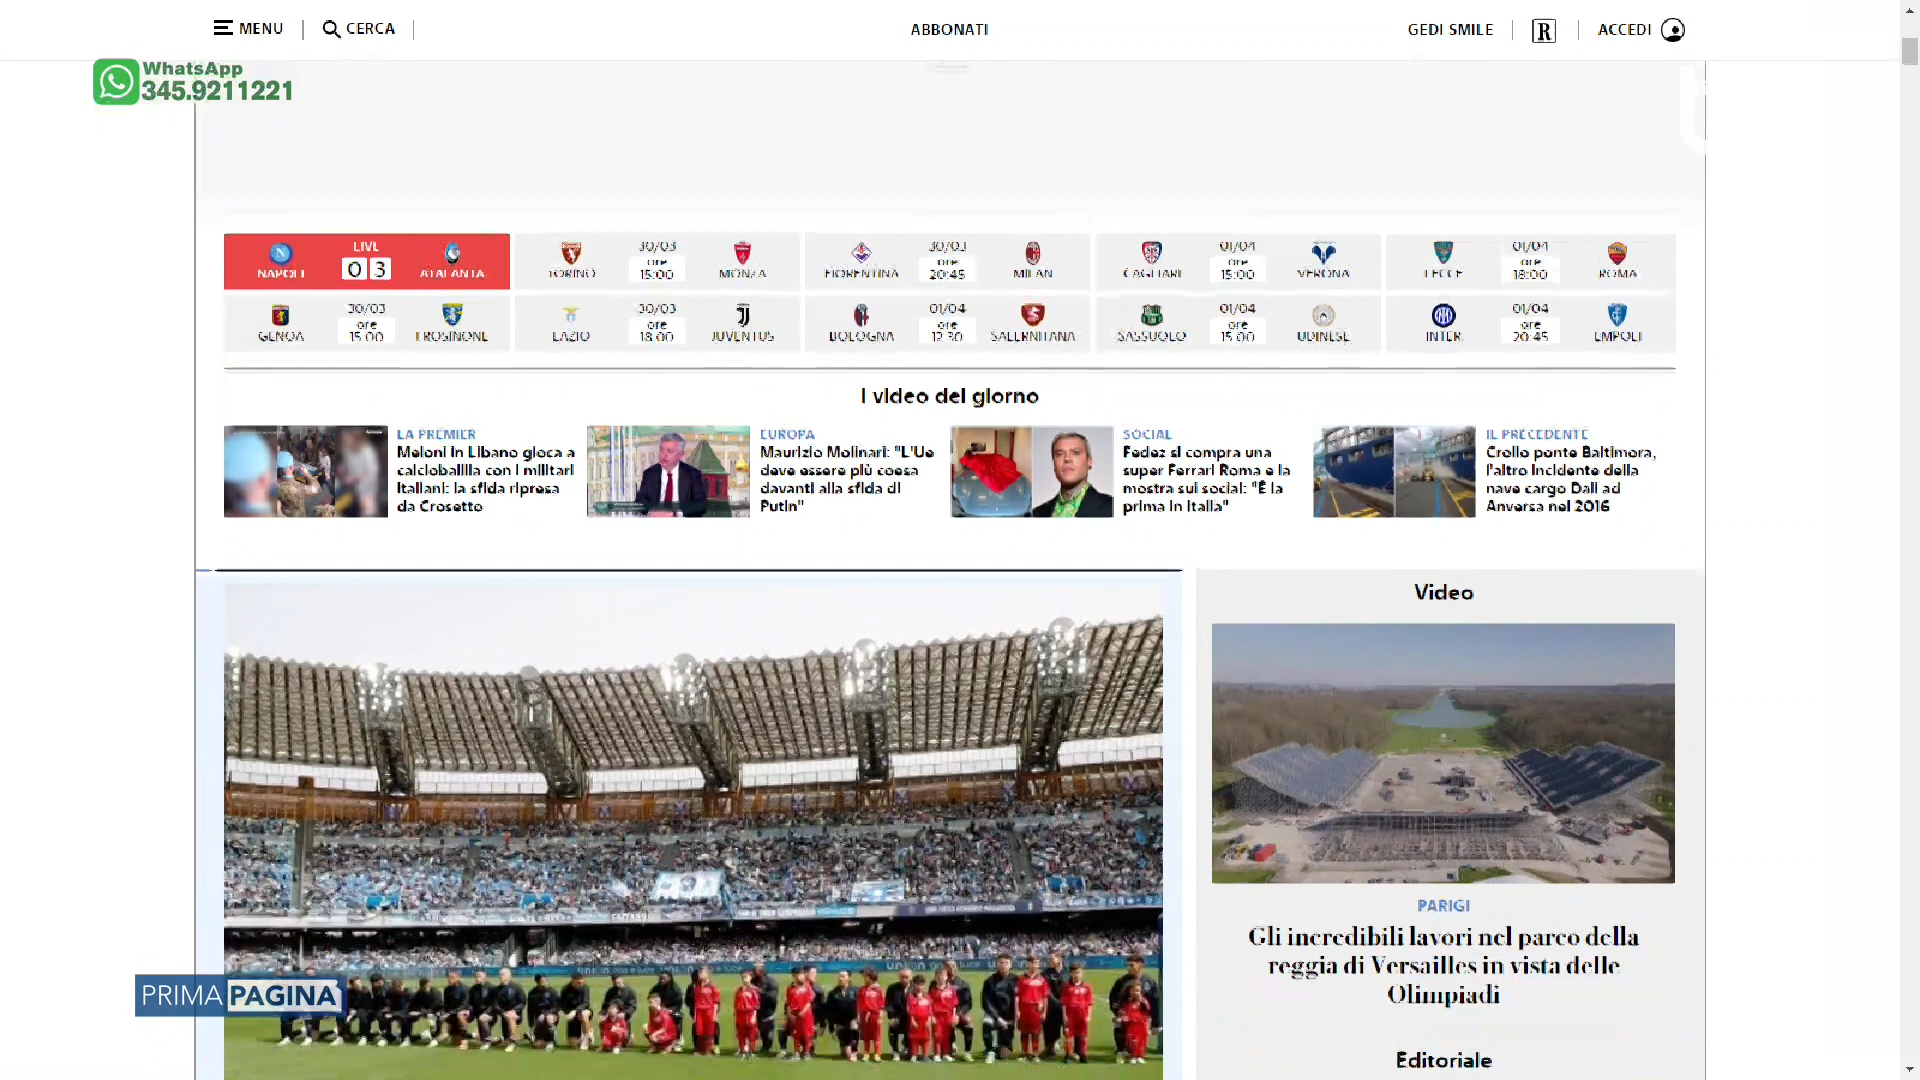 MENU
CERCA
ABBONATI
GEDI SMILE
R
ACCEDI
WhatsApp
345.9211221
LIVE
NAPOLI 0 3 ATALANTA
30/03
ore
TORINO 15:00 MONZA
30/03
ore
FIORENTINA 20:45 MILAN
01/04
ore
CAGLIARI 15:00 VERONA
01/04
ore
LECCE 18:00 ROMA
30/03
ore
GENOA 15:00 FROSINONE
30/03
ore
LAZIO 18:00 JUVENTUS
01/04
ore
BOLOGNA 12:30 SALERNITANA
01/04
ore
SASSUOLO 15:00 UDINESE
01/04
ore
INTER 20:45 EMPOLI
I video del giorno
LA PREMIER
Meloni in Libano gioca a
calciobalilla con i militari
italiani: la sfida ripresa
da Crosetto
EUROPA
Maurizio Molinari: "L'Ue
deve essere più coesa
davanti alla sfida di
Putin"
SOCIAL
Fedez si compra una
super Ferrari Roma e la
mostra sui social: "È la
prima in Italia"
IL PRECEDENTE
Crollo ponte Baltimora,
l'altro incidente della
nave cargo Dali ad
Anversa nel 2016
Video
PARIGI
Gli incredibili lavori nel parco della
reggia di Versailles in vista delle
Olimpiadi
Editoriale
PRIMA PAGINA